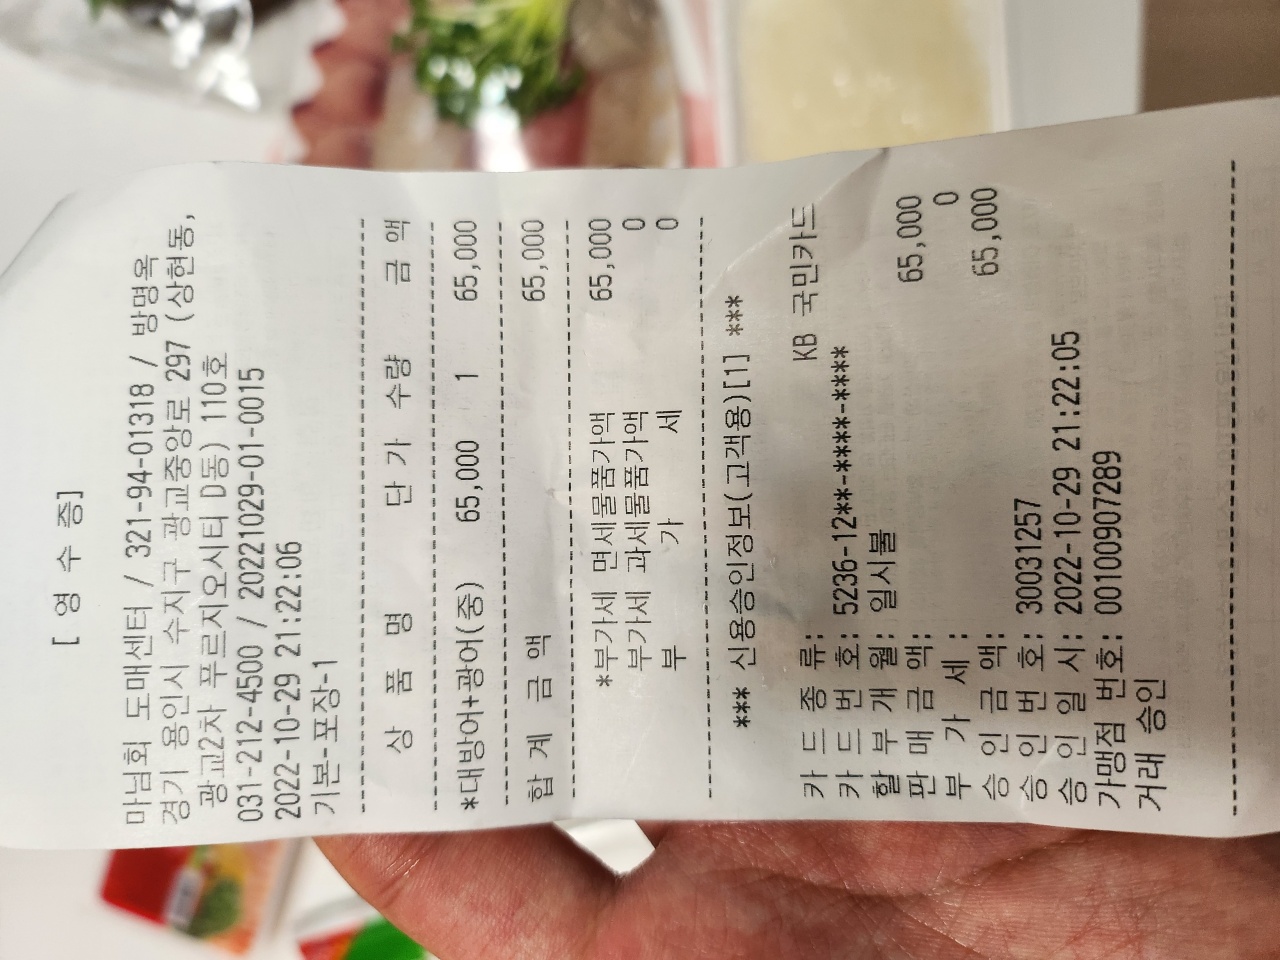 [ 영 수 증]
마님회 도매센터 / 321-94-01318 / 방명옥
경기 용인시 수지구 광교중앙로 297 (상현동,
광교2차 푸르지오시티 D동) 110호
031-212-4500 / 20221029-01-0015
2022-10-29 21:22:06
기본-포장-1
상 품 명 단 가 수량 금 액
*대방어+광어(중) 65,000 1 65,000
합 계 금 액 65,000
*부가세 면세물품가액 65,000
부가세 과세물품가액 0
부 가 세 0
*** 신용승인정보(고객용)[1] ***
카 드 종 류: KB 국민카드
카 드 번 호: 5236-12**-****-****
할 부 개 월: 일시불
판 매 금 액: 65,000
부 가 세 : 0
승 인 금 액: 65,000
승 인 번 호: 30031257
승 인 일 시: 2022-10-29 21:22:05
가맹점 번호: 00100907289
거래 승인